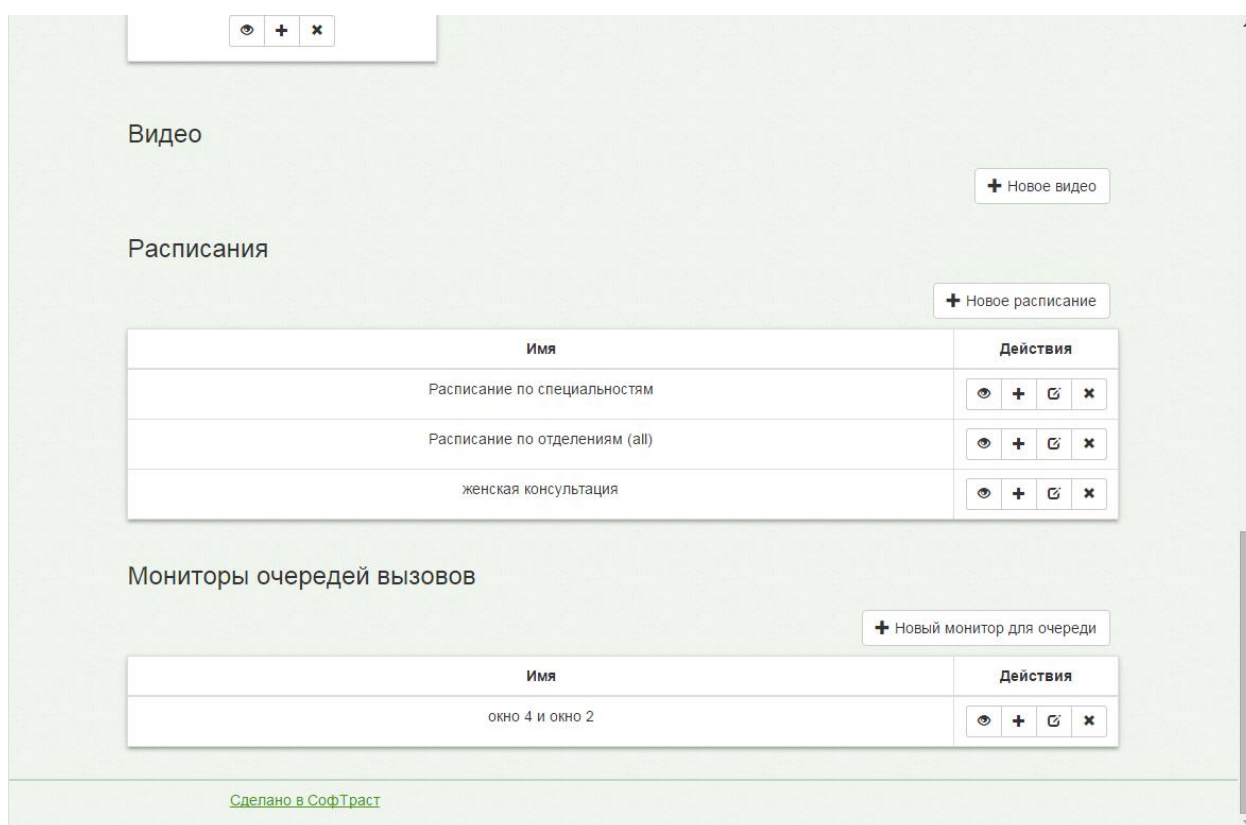 Видео
Новое видео
Расписания
Новое расписание
Имя Действия
Расписание по специальностям
Расписание по отделениям (all)
женская консультация
Мониторы очередей вызовов
Новый монитор для очереди
Имя Действия
окно 4 и окно 2
Сделано в СофТраст